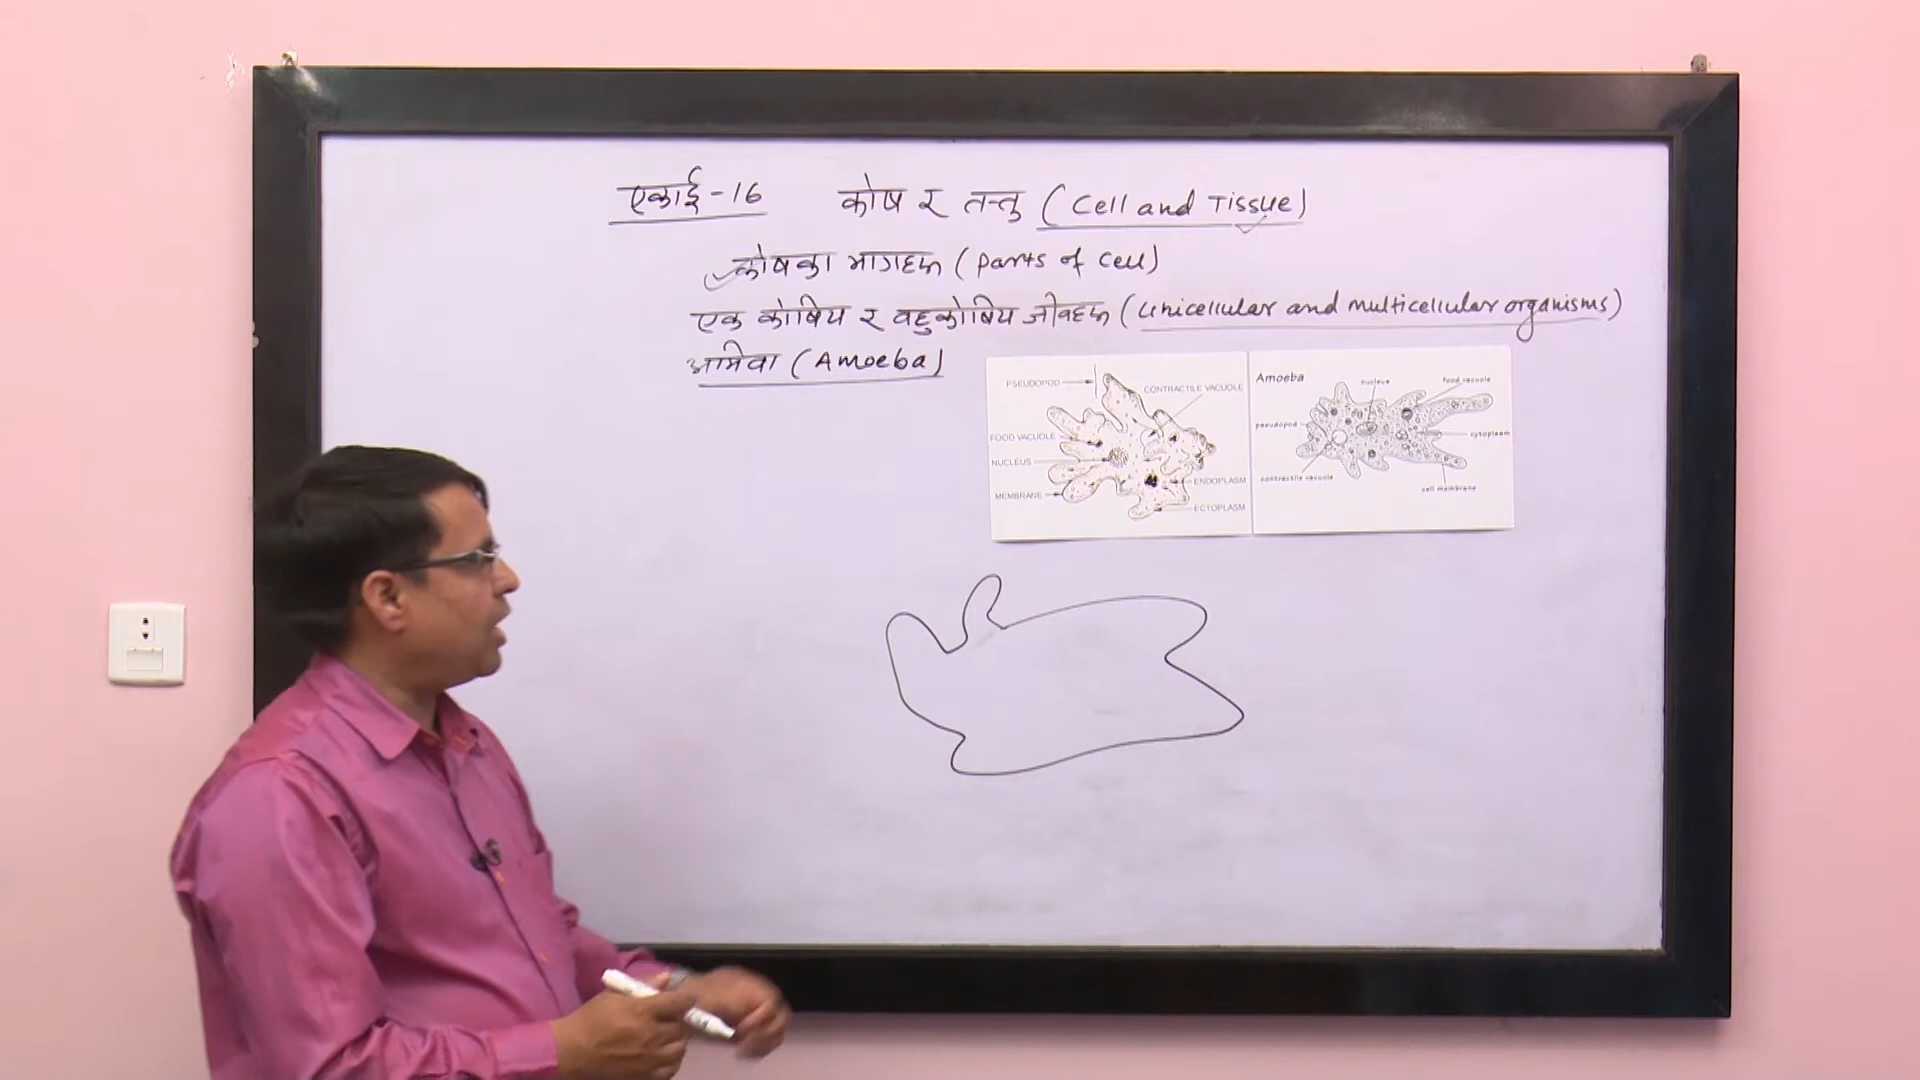 एकाई-16 कोष र तन्तु (Cell and Tissue)
कोषका भागहरू (Parts of Cell)
एक कोषिय र बहुकोषिय जीवहरू (Unicellular and multicellular organisms)
अमिवा (Amoeba)
PSEUDOPOD
CONTRACTILE VACUOLE
FOOD VACUOLE
NUCLEUS
MEMBRANE
ENDOPLASM
ECTOPLASM
Amoeba
nucleus
food vacuole
pseudopod
cytoplasm
contractile vacuole
cell membrane